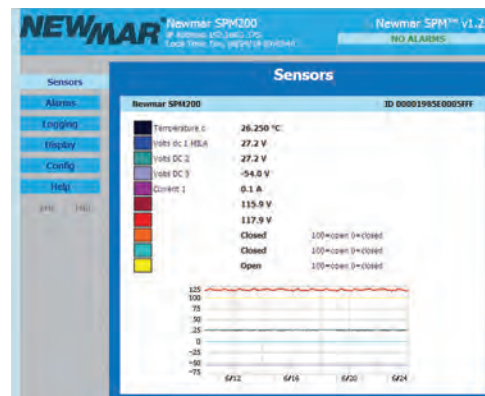 NEWMAR
Newmar SPM200
Newmar SPM™ v1.2
NO ALARMS
Sensors
Sensors
Alarms
Newmar SPM200 ID 00001985E0005FFF
Logging
Temperature c 26.250 °C
Display
Volts dc 1 MILA 27.2 V
Volts DC 2 27.2 V
Config
Volts DC 3 -54.0 V
Help
Current 1 0.1 A
115.9 V
117.9 V
Closed 100=open 0=closed
Closed 100=open 0=closed
Open 100=open 0=closed
125
100
75
50
25
0
-25
-50
-75
6/12 6/16 6/20 6/24